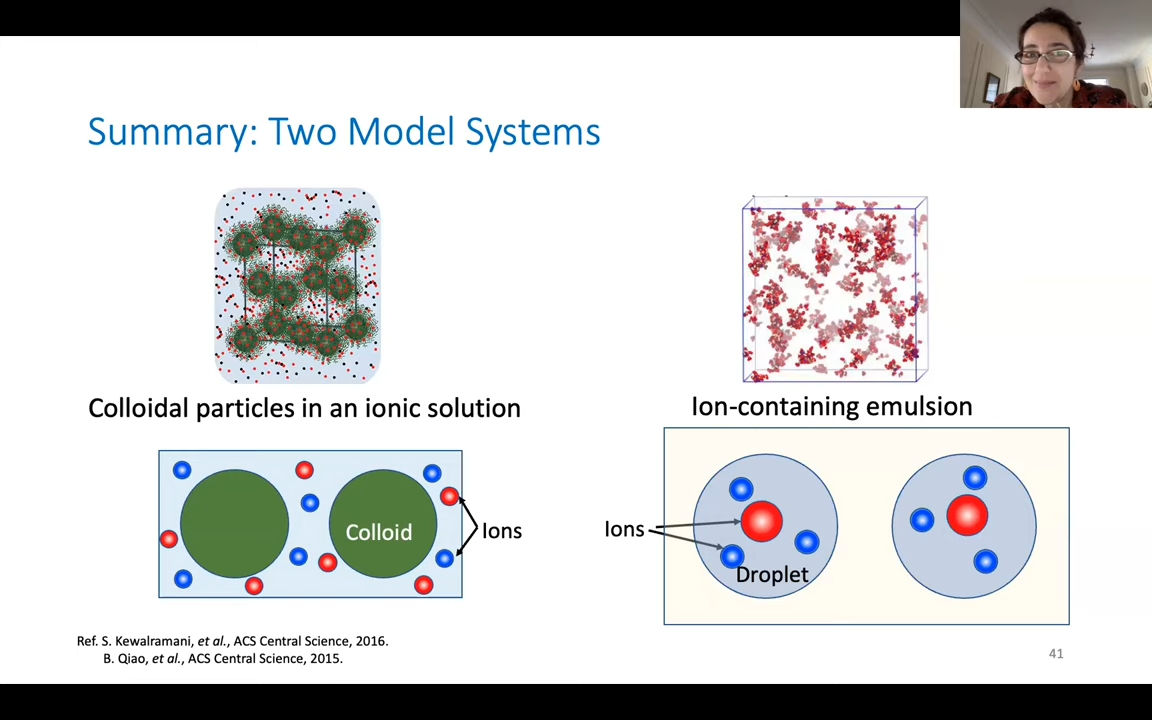 Summary: Two Model Systems
Colloidal particles in an ionic solution
Ion-containing emulsion
Colloid
Ions
Ions
Droplet
Ref. S. Kewalramani, et al., ACS Central Science, 2016.
B. Qiao, et al., ACS Central Science, 2015.
41